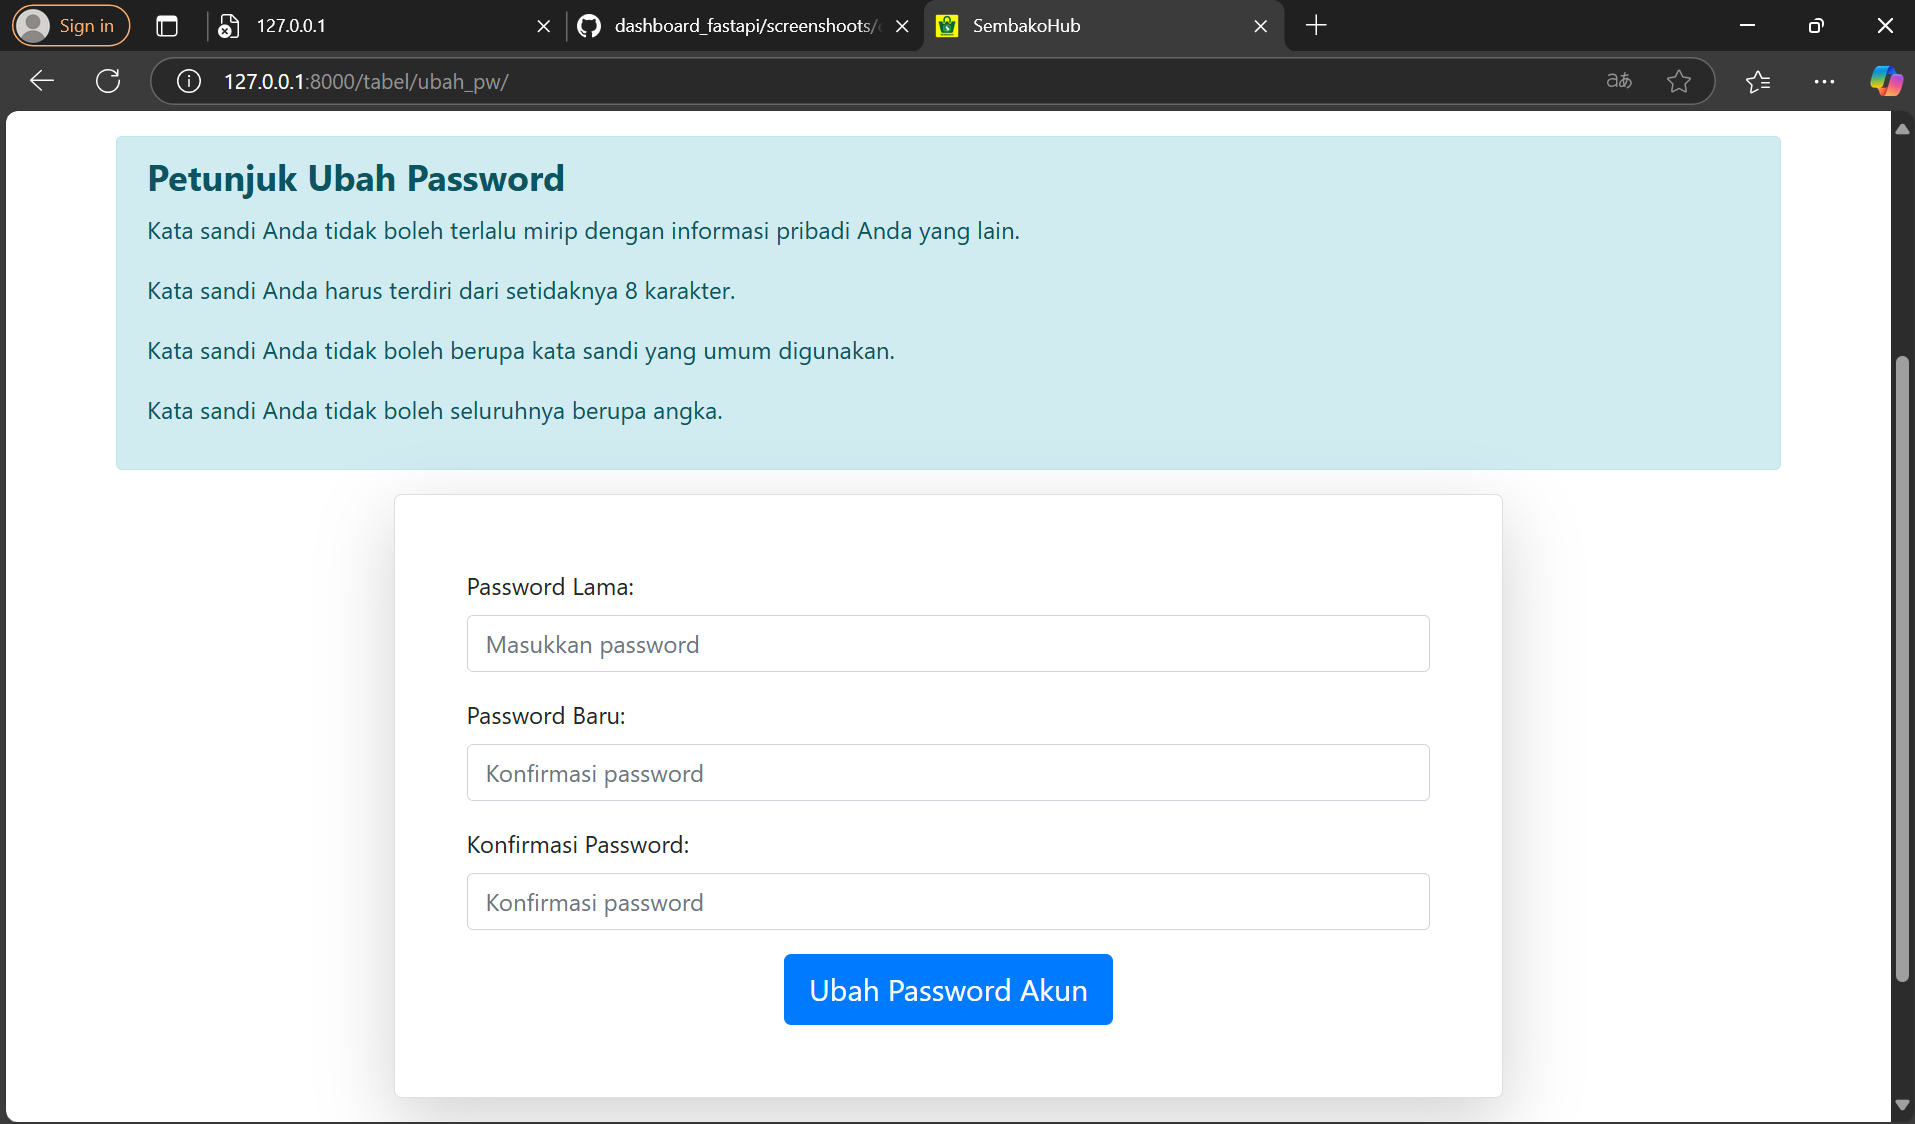 Sign in
127.0.0.1
dashboard_fastapi/screenshoots/
SembakoHub
127.0.0.1:8000/tabel/ubah_pw/
aあ
Petunjuk Ubah Password
Kata sandi Anda tidak boleh terlalu mirip dengan informasi pribadi Anda yang lain.
Kata sandi Anda harus terdiri dari setidaknya 8 karakter.
Kata sandi Anda tidak boleh berupa kata sandi yang umum digunakan.
Kata sandi Anda tidak boleh seluruhnya berupa angka.
Password Lama:
Masukkan password
Password Baru:
Konfirmasi password
Konfirmasi Password:
Konfirmasi password
Ubah Password Akun